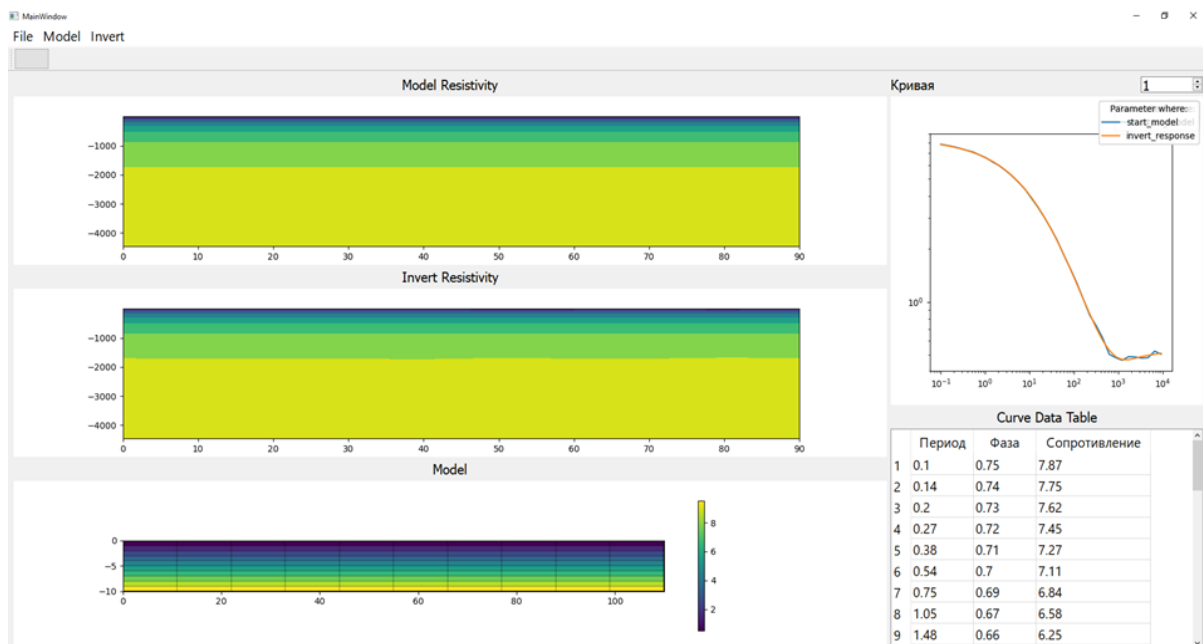 MainWindow
File Model Invert
Model Resistivity
−1000
−2000
−3000
−4000
0 10 20 30 40 50 60 70 80 90
Invert Resistivity
−1000
−2000
−3000
−4000
0 10 20 30 40 50 60 70 80 90
Model
0
−5
−10
0 20 40 60 80 100
8
6
4
2
Кривая 1
Parameter where:
start_model
invert_response
10⁰
10⁻¹ 10⁰ 10¹ 10² 10³ 10⁴
Curve Data Table
Период Фаза Сопротивление
1 0.1 0.75 7.87
2 0.14 0.74 7.75
3 0.2 0.73 7.62
4 0.27 0.72 7.45
5 0.38 0.71 7.27
6 0.54 0.7 7.11
7 0.75 0.69 6.84
8 1.05 0.67 6.58
9 1.48 0.66 6.25